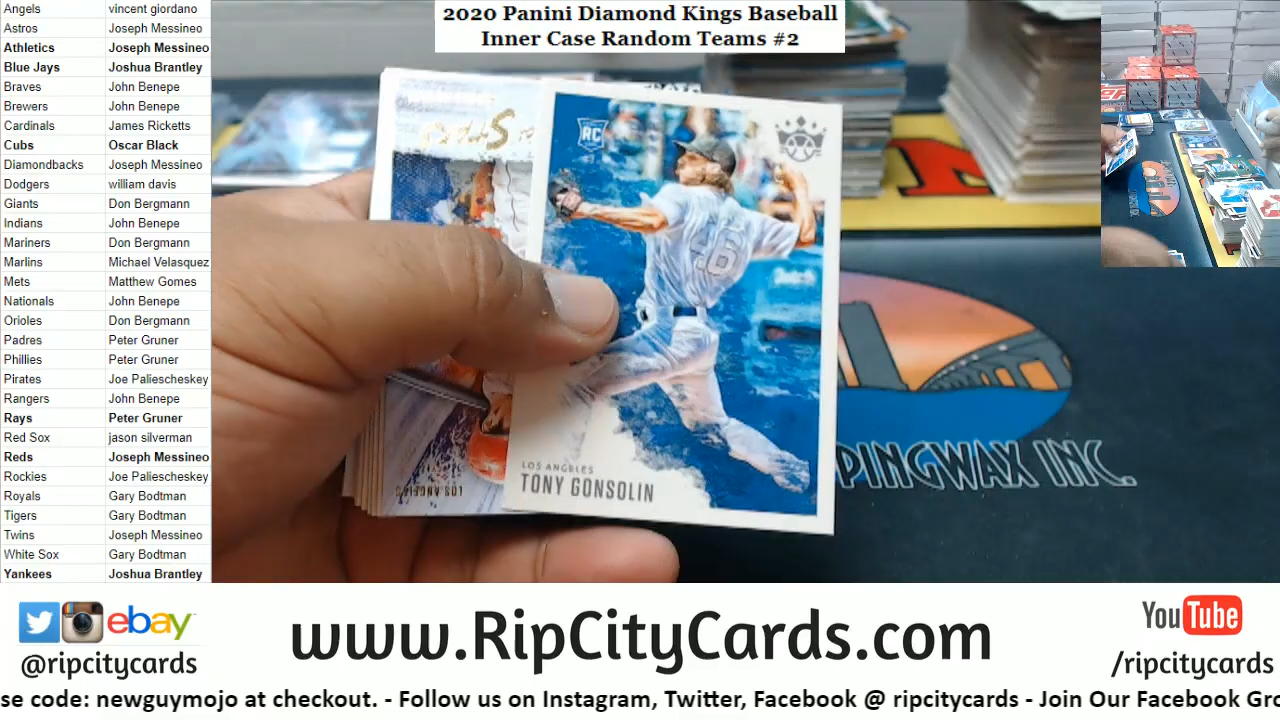 2020 Panini Diamond Kings Baseball
Inner Case Random Teams #2
Angels vincent giordano
Astros Joseph Messineo
Athletics Joseph Messineo
Blue Jays Joshua Brantley
Braves John Benepe
Brewers John Benepe
Cardinals James Ricketts
Cubs Oscar Black
Diamondbacks Joseph Messineo
Dodgers william davis
Giants Don Bergmann
Indians John Benepe
Mariners Don Bergmann
Marlins Michael Velasquez
Mets Matthew Gomes
Nationals John Benepe
Orioles Don Bergmann
Padres Peter Gruner
Phillies Peter Gruner
Pirates Joe Paliescheskey
Rangers John Benepe
Rays Peter Gruner
Red Sox jason silverman
Reds Joseph Messineo
Rockies Joe Paliescheskey
Royals Gary Bodtman
Tigers Gary Bodtman
Twins Joseph Messineo
White Sox Gary Bodtman
Yankees Joshua Brantley
RC
46
LOS ANGELES
TONY GONSOLIN
LOS ANGELES
PINGWAX INC.
ebay
@ripcitycards
www.RipCityCards.com
YouTube
/ripcitycards
se code: newguymojo at checkout. - Follow us on Instagram, Twitter, Facebook @ ripcitycards - Join Our Facebook Gro